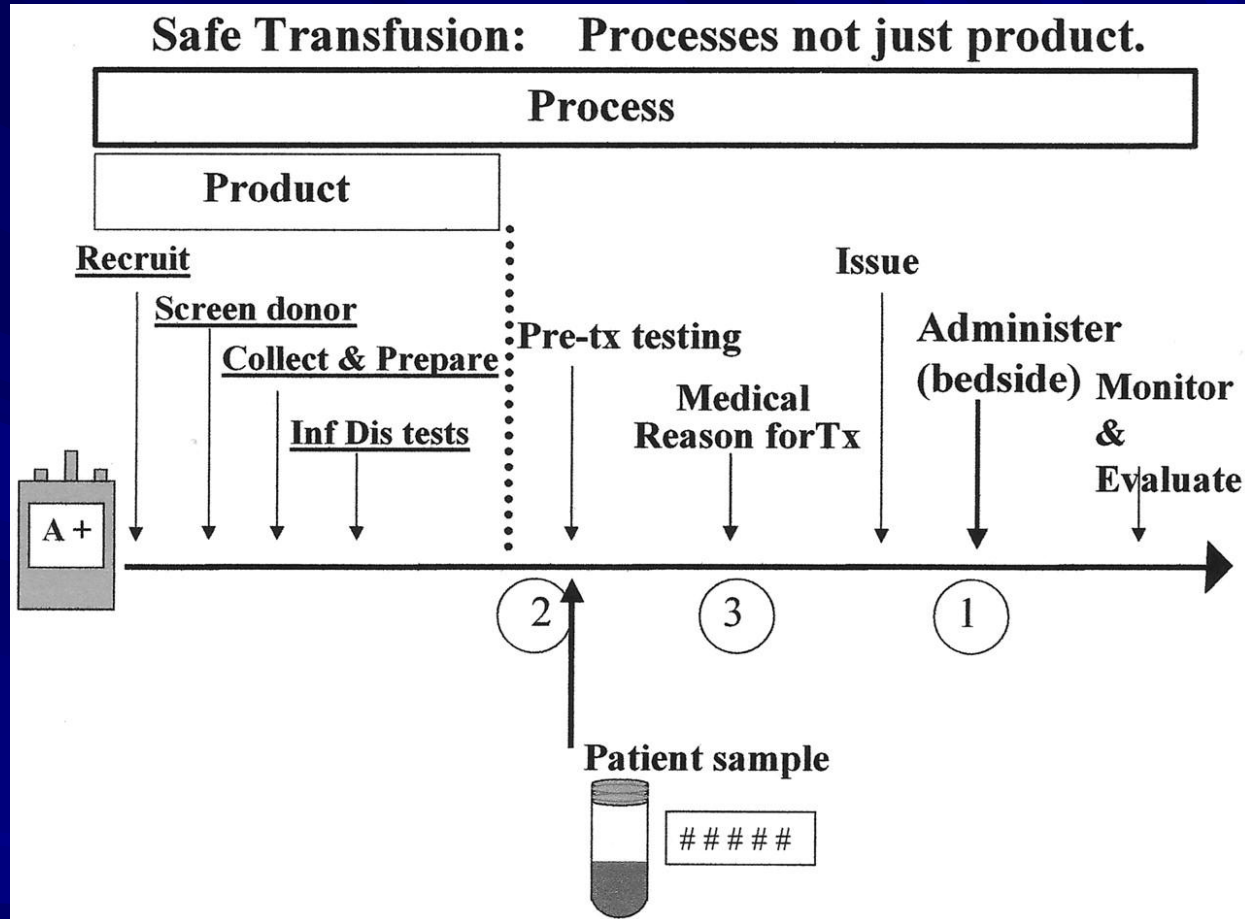 Safe Transfusion: Processes not just product.
Process
Product
Recruit
Screen donor
Collect & Prepare
Inf Dis tests
Pre-tx testing
Medical
Reason forTx
Issue
Administer
(bedside)
Monitor
&
Evaluate
A +
2
3
1
Patient sample
# # # # #